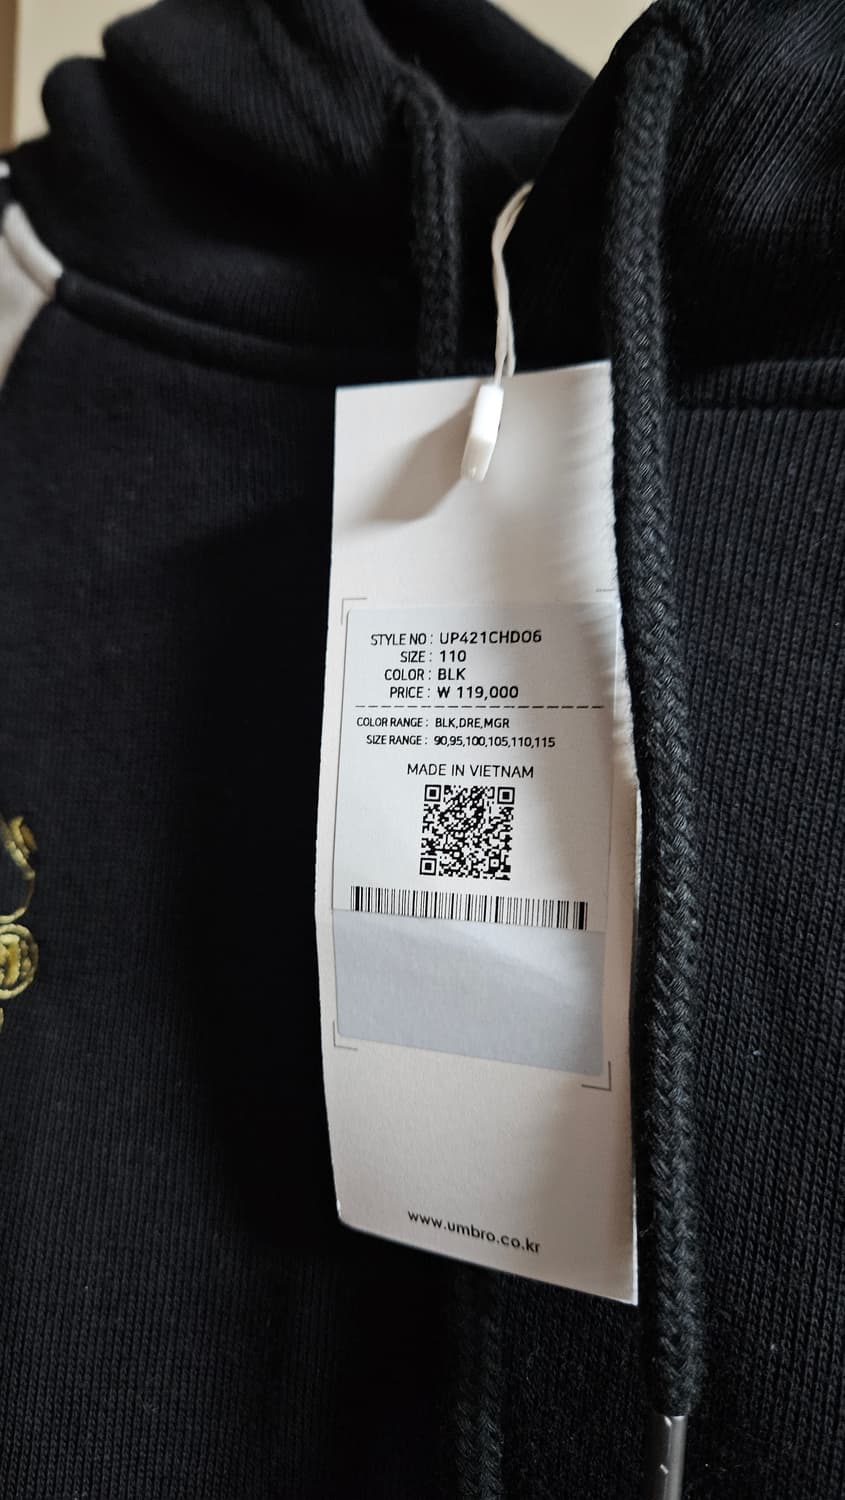 STYLE NO : UP421CHD06
SIZE : 110
COLOR : BLK
PRICE : ₩ 119,000
COLOR RANGE : BLK,DRE,MGR
SIZE RANGE : 90,95,100,105,110,115
MADE IN VIETNAM
www.umbro.co.kr